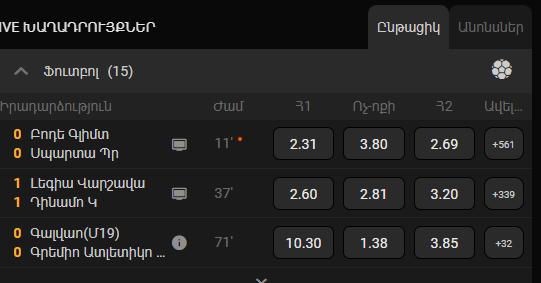 IVE ԽԱՂԱԴՐՈՒՅՔՆԵՐ Ընթացիկ Անոնսներ
Ֆուտբոլ (15)
Իրադարձություն Ժամ Հ1 Ոչ-ոքի Հ2 Ավել...
0 Բոդե Գլիմտ
0 Սպարտա Պր
11' 2.31 3.80 2.69 +561
1 Լեգիա Վարշավա
1 Դինամո Կ
37' 2.60 2.81 3.20 +339
0 Գալվառ(Մ19)
0 Գրեմիո Ատլետիկո ...
71' 10.30 1.38 3.85 +32